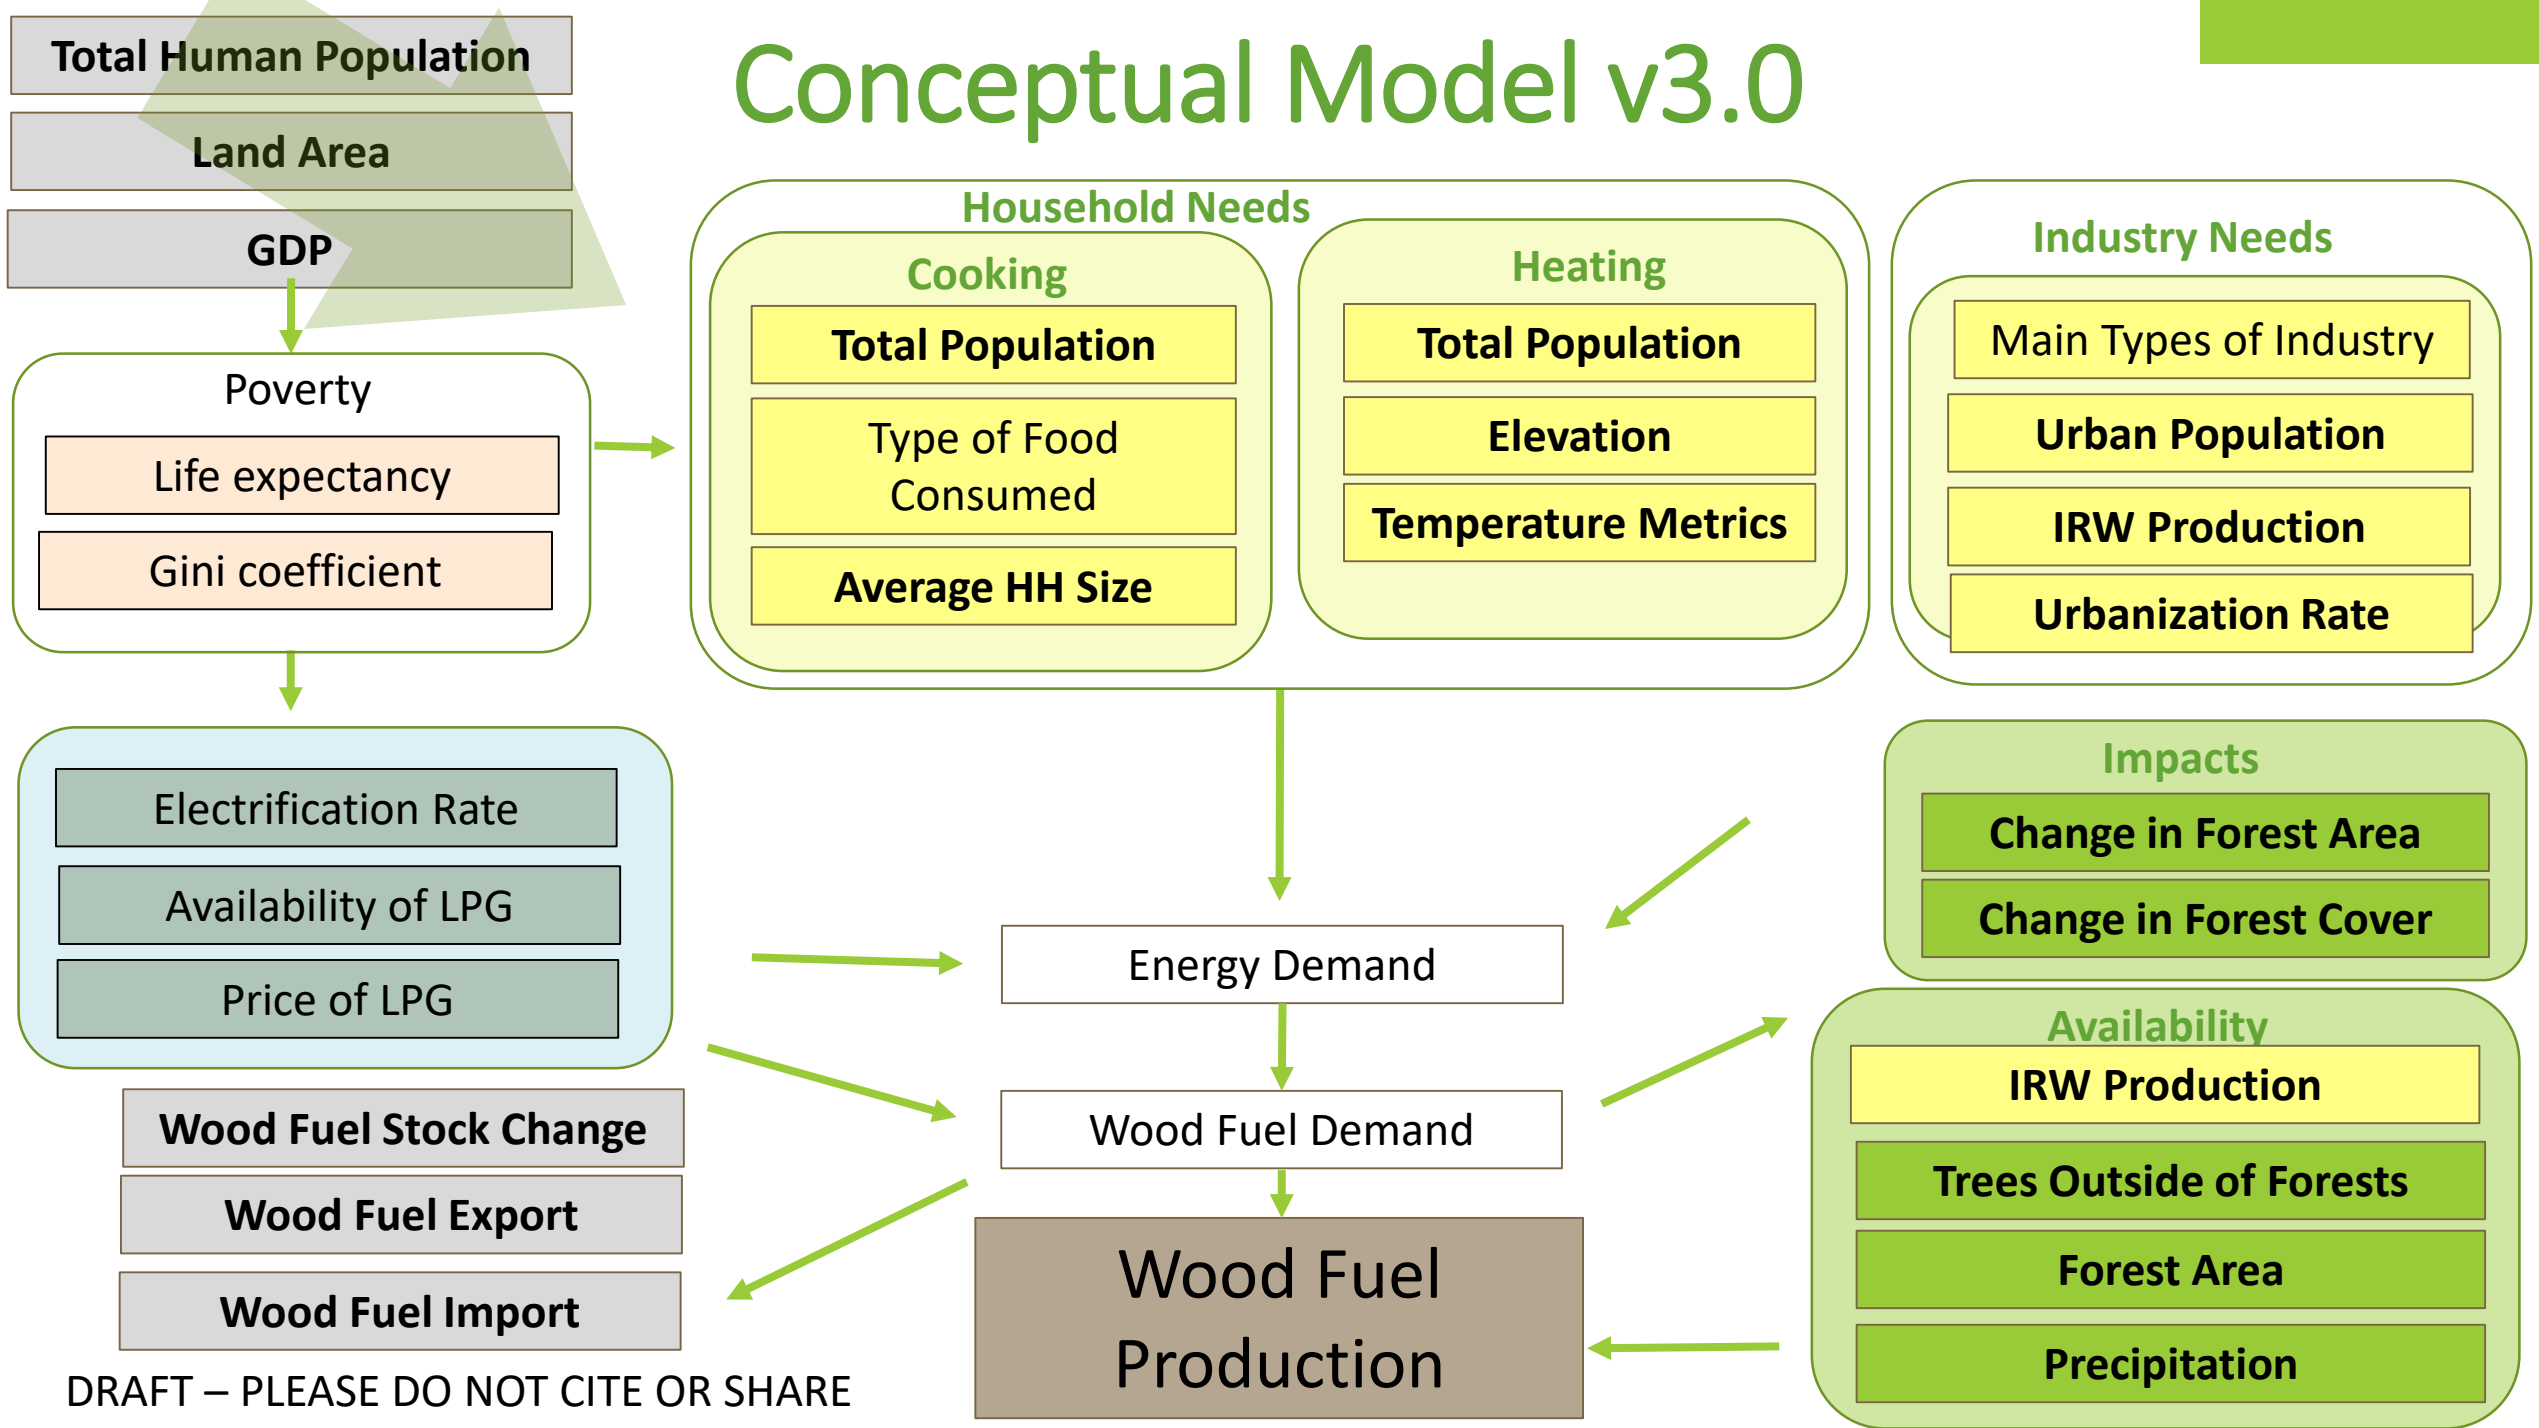 Conceptual Model v3.0
Total Human Population
Land Area
GDP
Poverty
Life expectancy
Gini coefficient
Household Needs
Cooking
Total Population
Type of Food
Consumed
Average HH Size
Heating
Total Population
Elevation
Temperature Metrics
Industry Needs
Main Types of Industry
Urban Population
IRW Production
Urbanization Rate
Electrification Rate
Availability of LPG
Price of LPG
Energy Demand
Wood Fuel Demand
Wood Fuel
Production
Impacts
Change in Forest Area
Change in Forest Cover
Availability
IRW Production
Trees Outside of Forests
Forest Area
Precipitation
Wood Fuel Stock Change
Wood Fuel Export
Wood Fuel Import
DRAFT – PLEASE DO NOT CITE OR SHARE